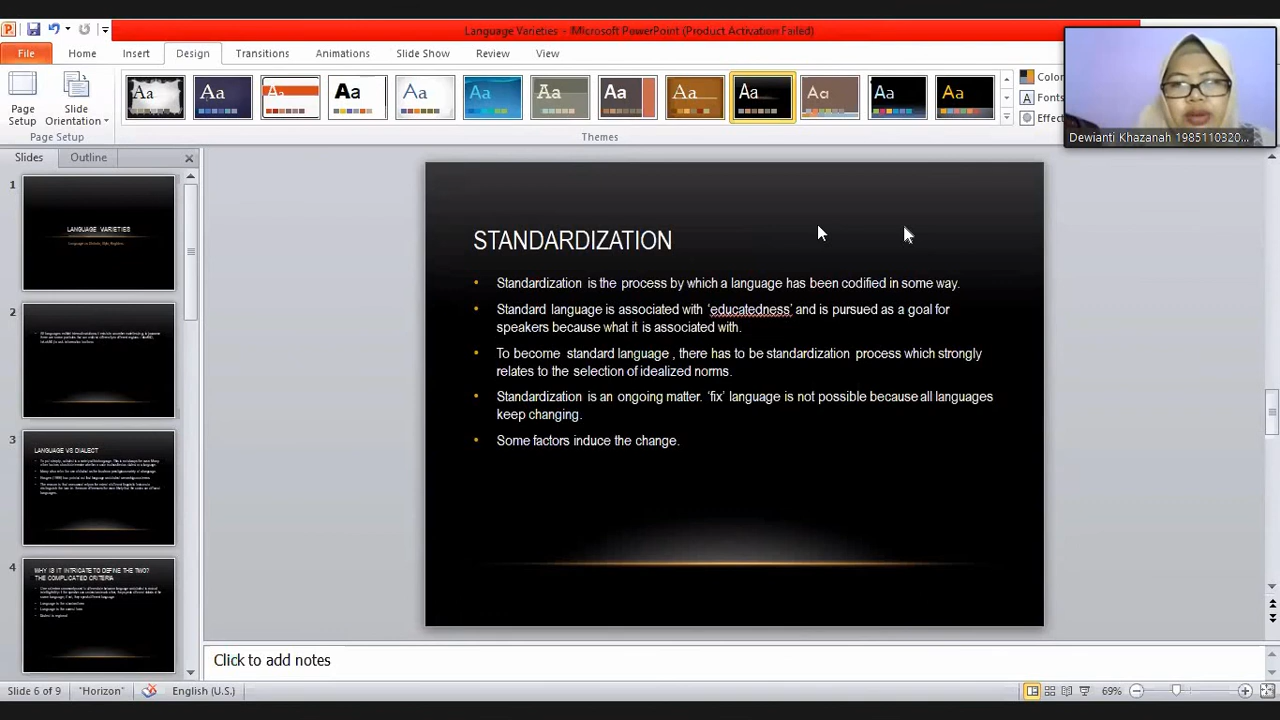 Language Varieties - Microsoft PowerPoint (Product Activation Failed)
File Home Insert Design Transitions Animations Slide Show Review View
Page Setup
Slide Orientation
Aa Aa Aa Aa Aa Aa Aa Aa Aa Aa Aa Aa Aa
Color
Fonts
Effect
Page Setup
Themes
Dewianti Khazanah 1985110320...
Slides Outline
1
LANGUAGE VARIETIES
2
3
LANGUAGE VS DIALECT
4
WHY IS IT INTRICATE TO DEFINE THE TWO?
THE COMPLICATED CRITERIA
STANDARDIZATION
• Standardization is the process by which a language has been codified in some way.
• Standard language is associated with ‘educatedness’ and is pursued as a goal for
speakers because what it is associated with.
• To become standard language , there has to be standardization process which strongly
relates to the selection of idealized norms.
• Standardization is an ongoing matter. ‘fix’ language is not possible because all languages
keep changing.
• Some factors induce the change.
Click to add notes
Slide 6 of 9 "Horizon" English (U.S.) 69%